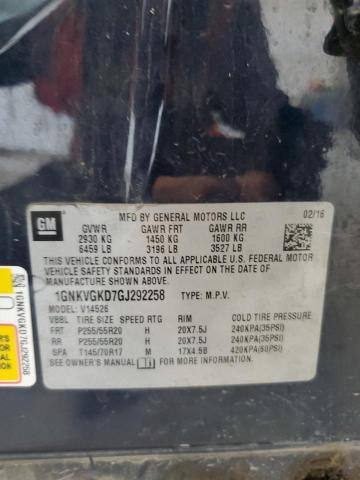 GM
MFD BY GENERAL MOTORS LLC
02/16
GVWR GAWR FRT GAWR RR
2930 KG 1450 KG 1600 KG
6459 LB 3196 LB 3527 LB
THIS VEHICLE CONFORMS TO ALL APPLICABLE U.S. FEDERAL MOTOR
VEHICLE SAFETY STANDARDS IN EFFECT ON THE DATE OF
MANUFACTURE SHOWN ABOVE.
1GNKVGKD7GJ292258 TYPE: M.P.V.
MODEL: V14526
VBBL TIRE SIZE SPEED RTG RIM COLD TIRE PRESSURE
FRT P255/55R20 H 20X7.5J 240KPA(35PSI)
RR P255/55R20 H 20X7.5J 240KPA(35PSI)
SPA T145/70R17 M 17X4.5B 420KPA(60PSI)
SEE OWNER'S MANUAL FOR MORE INFORMATION
1GNKVGKD7GJ292258